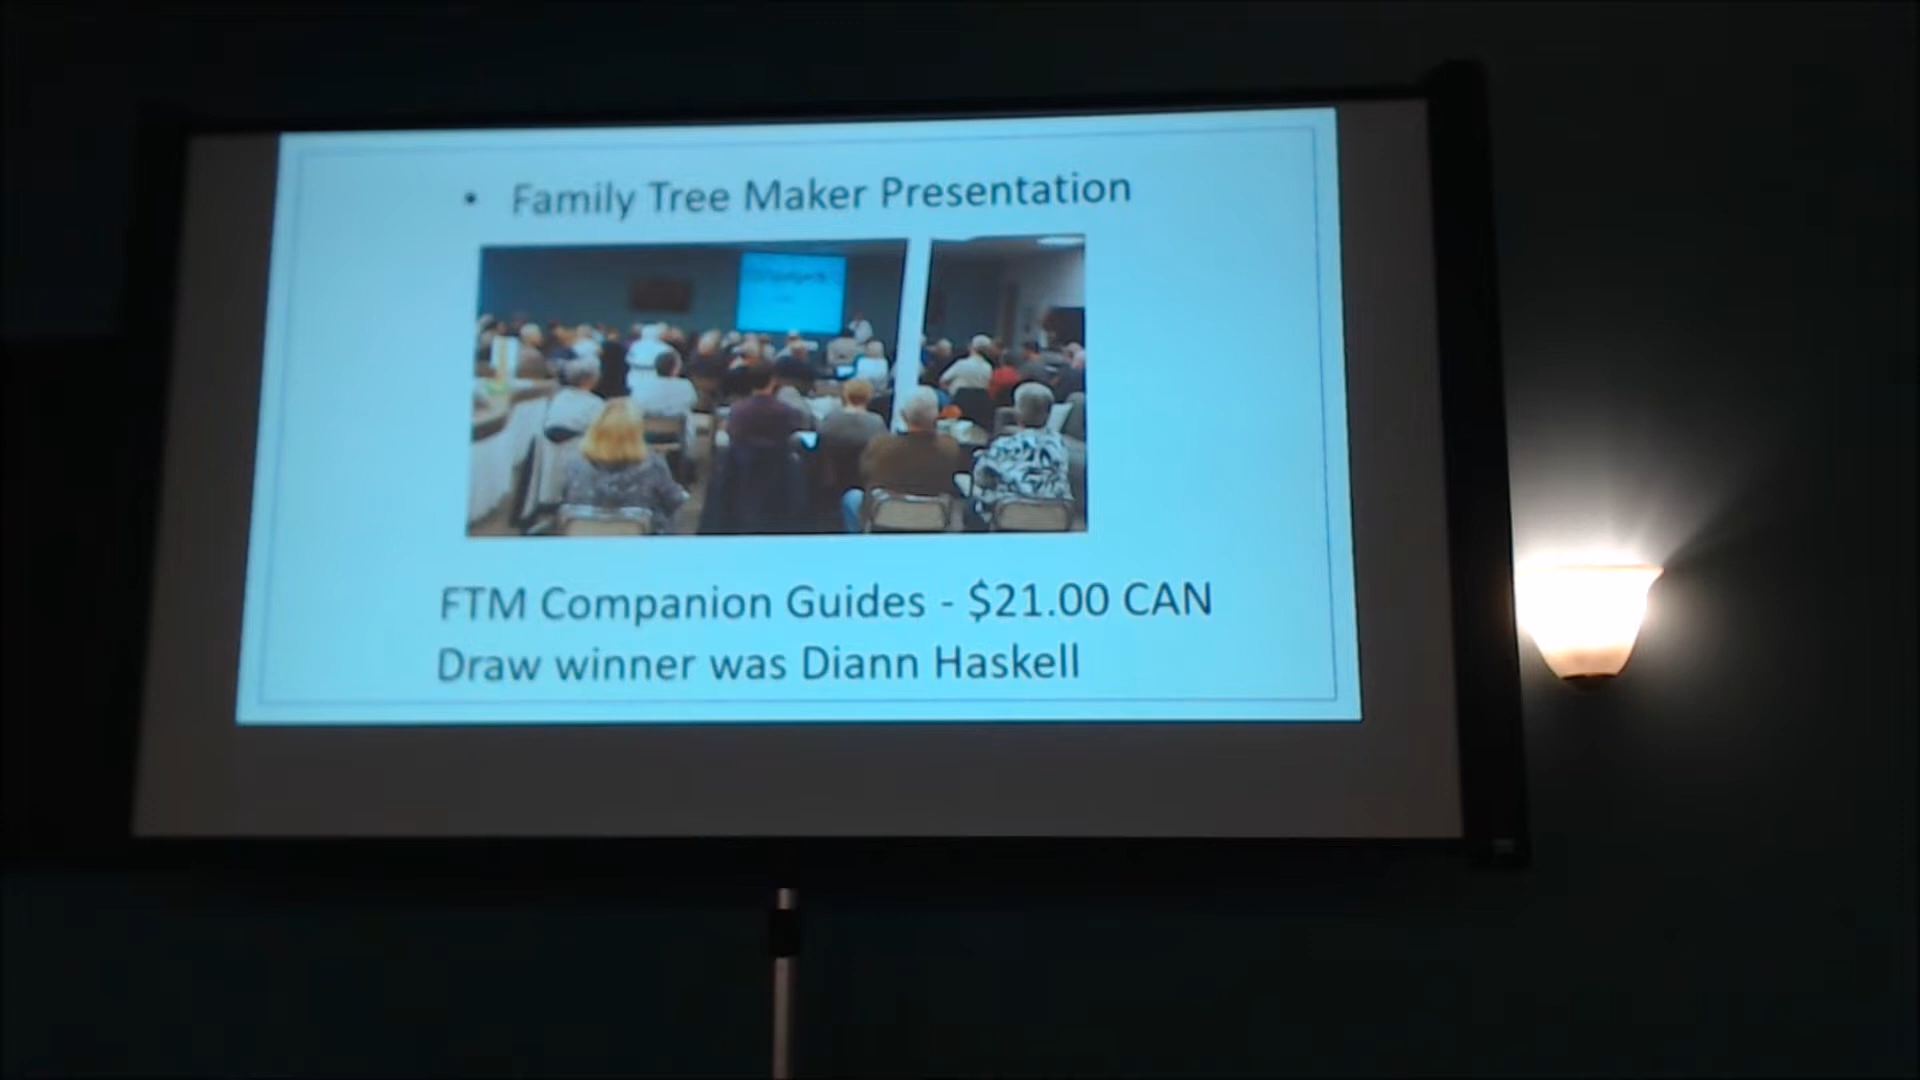 • Family Tree Maker Presentation
FTM Companion Guides - $21.00 CAN
Draw winner was Diann Haskell